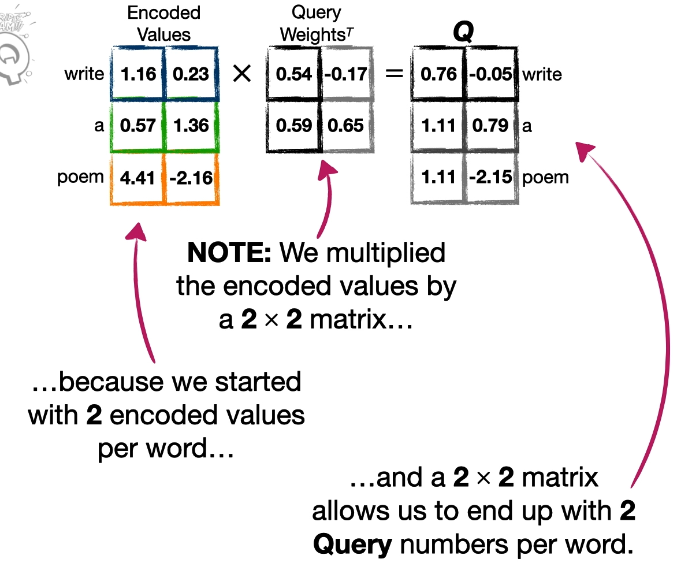 Encoded Values
Query Weightsᵀ
Q
write 1.16 0.23 × 0.54 -0.17 = 0.76 -0.05 write
a 0.57 1.36 0.59 0.65 1.11 0.79 a
poem 4.41 -2.16 1.11 -2.15 poem
NOTE: We multiplied
the encoded values by
a 2 × 2 matrix…
…because we started
with 2 encoded values
per word…
…and a 2 × 2 matrix
allows us to end up with 2
Query numbers per word.